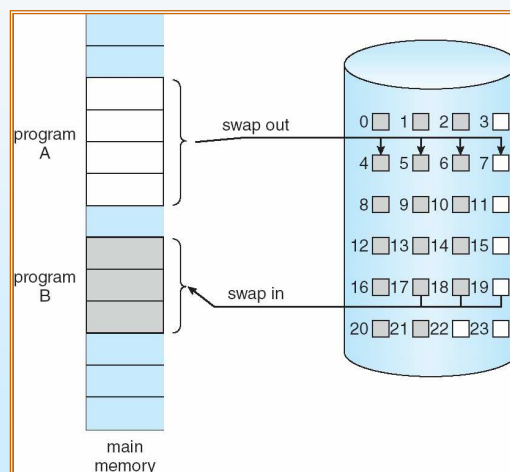 program
A
swap out
0 1 2 3
4 5 6 7
8 9 10 11
12 13 14 15
program
B
swap in
16 17 18 19
20 21 22 23
main
memory